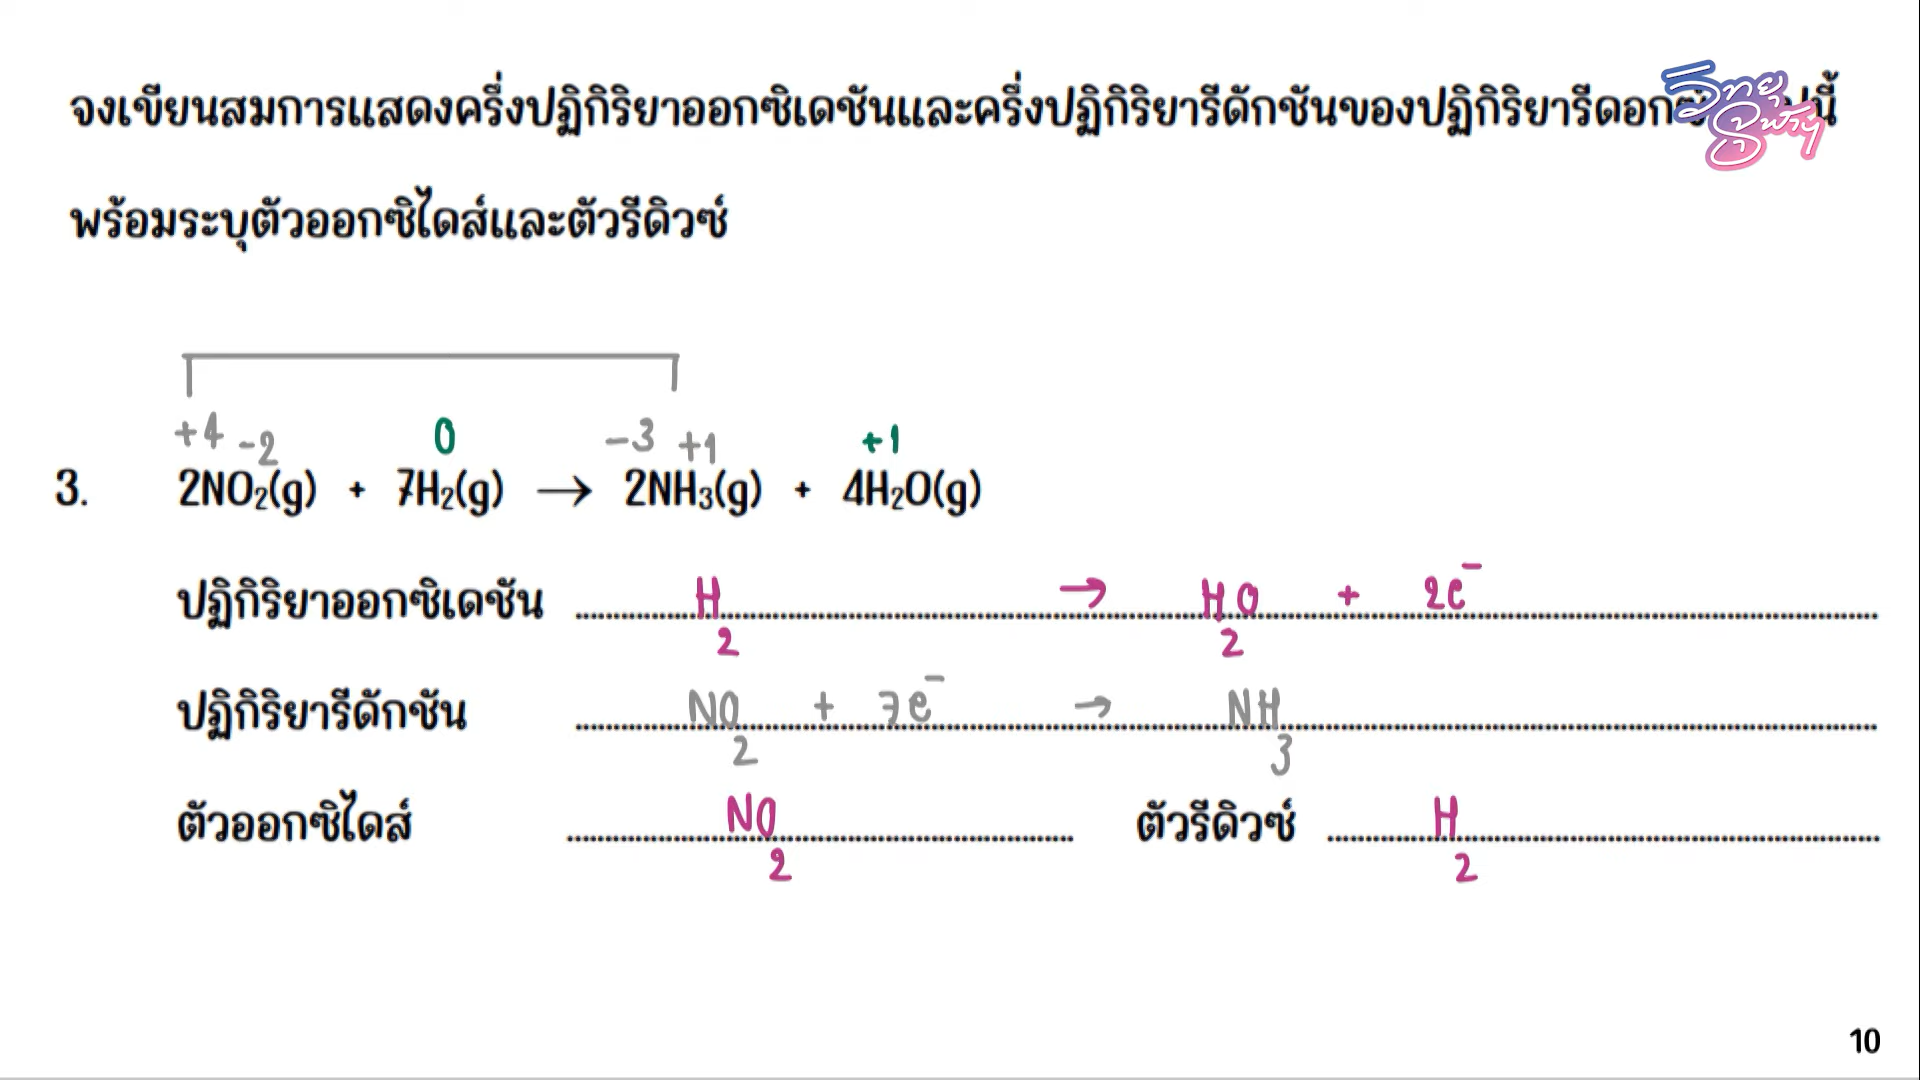 จงเขียนสมการแสดงครึ่งปฏิกิริยาออกซิเดชันและครึ่งปฏิกิริยารีดักชันของปฏิกิริยารีดอก
วิทยุ
จุฬาฯ
พร้อมระบุตัวออกซิไดส์และตัวรีดิวซ์
+4 -2 0 -3 +1 +1
3. 2NO₂(g) + 7H₂(g) → 2NH₃(g) + 4H₂O(g)
ปฏิกิริยาออกซิเดชัน H₂ → H₂O + 2e⁻
ปฏิกิริยารีดักชัน NO₂ + 7e⁻ → NH₃
ตัวออกซิไดส์ NO₂ ตัวรีดิวซ์ H₂
10